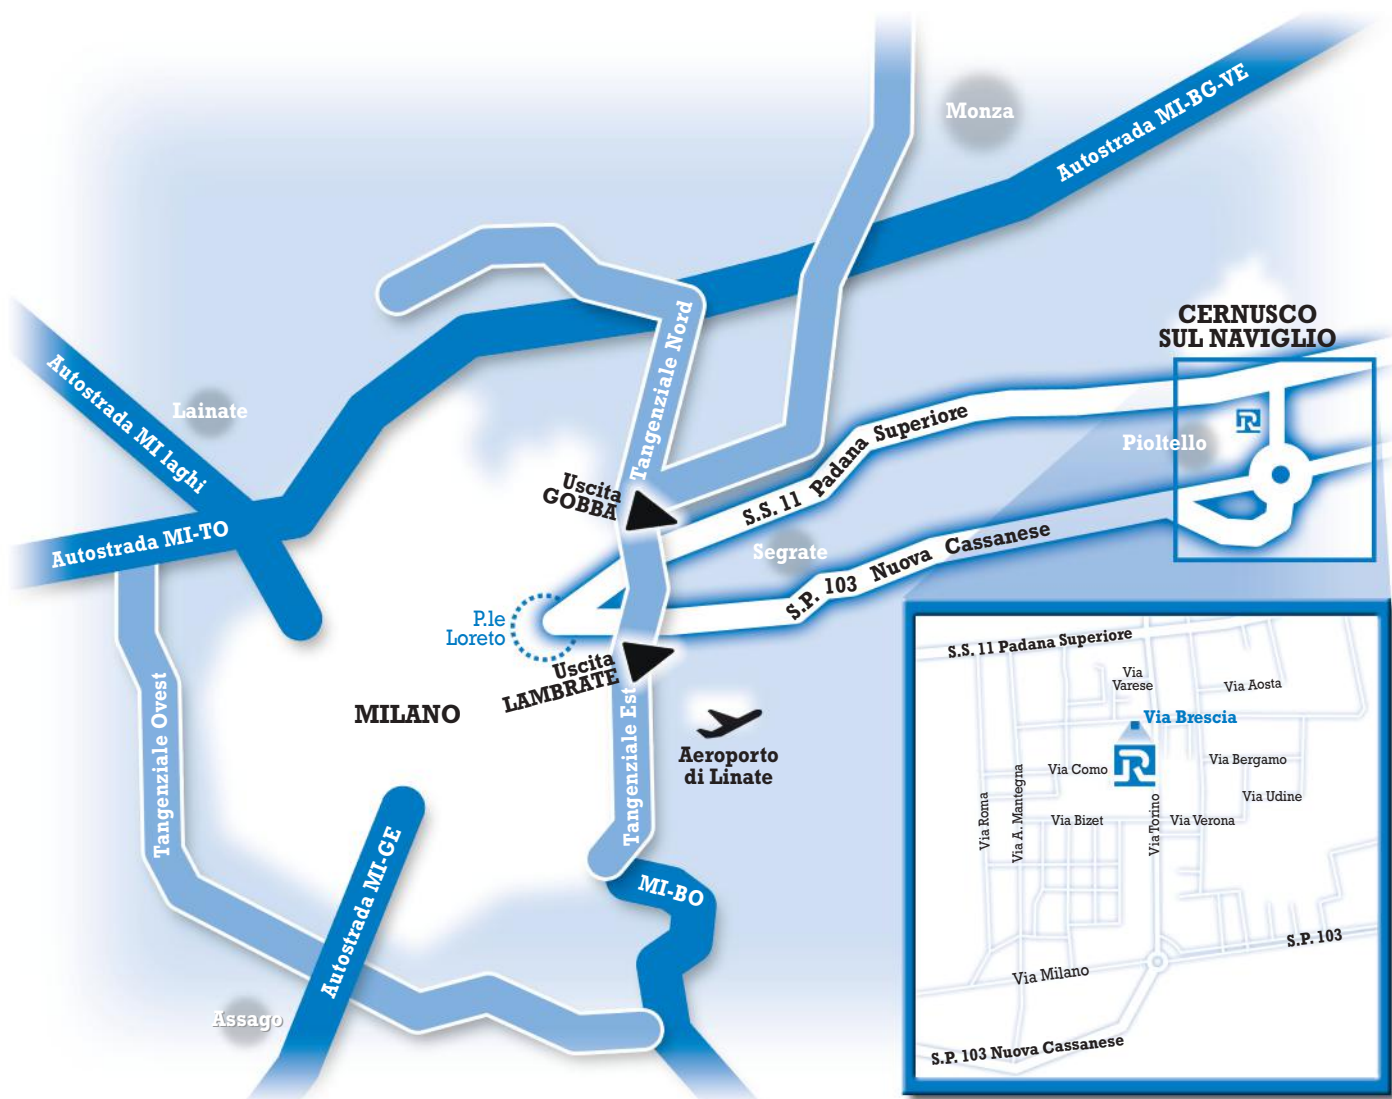 Monza
Autostrada MI-BG-VE
CERNUSCO
SUL NAVIGLIO
Tangenziale Nord
Autostrada MI laghi
Lainate
S.S. 11 Padana Superiore
Pioltello
R
Uscita
GOBBA
Autostrada MI-TO
Segrate
S.P. 103 Nuova Cassanese
P.le
Loreto
Uscita
LAMBRATE
MILANO
Tangenziale Ovest
Tangenziale Est
Aeroporto
di Linate
Autostrada MI-GE
MI-BO
Assago
S.S. 11 Padana Superiore
Via
Varese
Via Aosta
Via Brescia
Via Como
R
Via Bergamo
Via Udine
Via Roma
Via A. Mantegna
Via Bizet
Via Torino
Via Verona
S.P. 103
Via Milano
S.P. 103 Nuova Cassanese